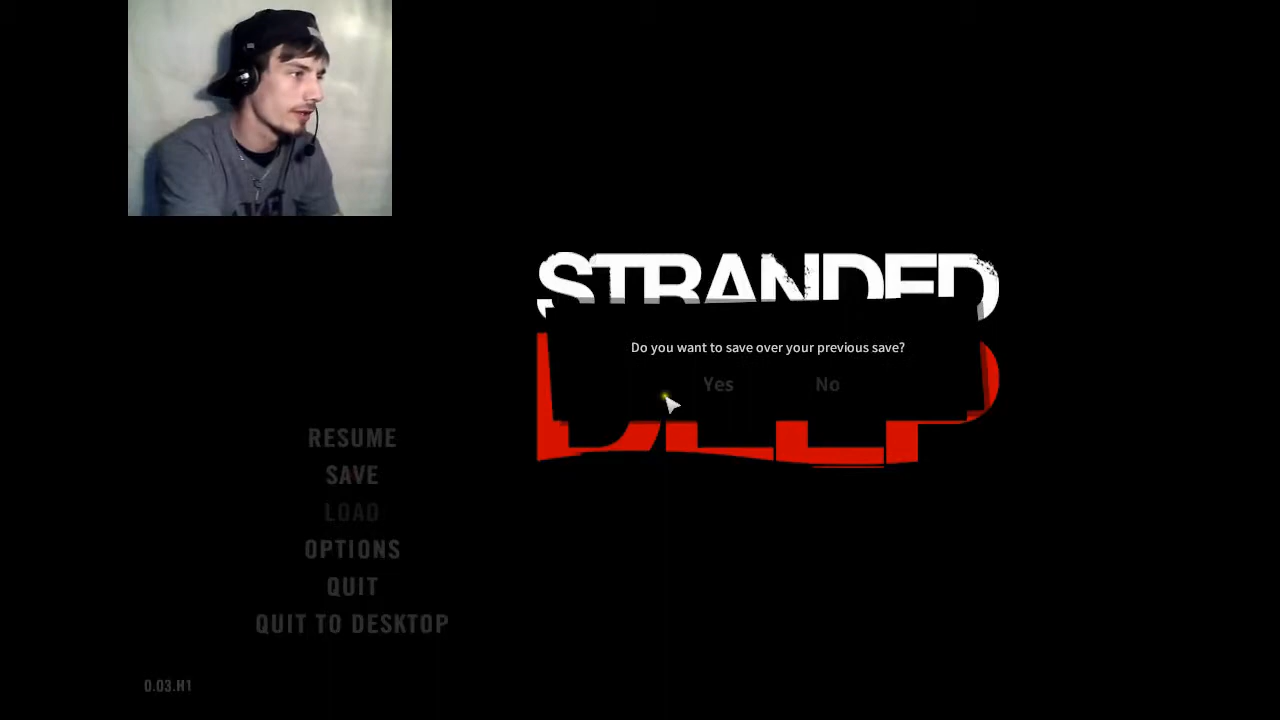 STRANDED
DEEP
Do you want to save over your previous save?
Yes No
RESUME
SAVE
LOAD
OPTIONS
QUIT
QUIT TO DESKTOP
0.03.H1